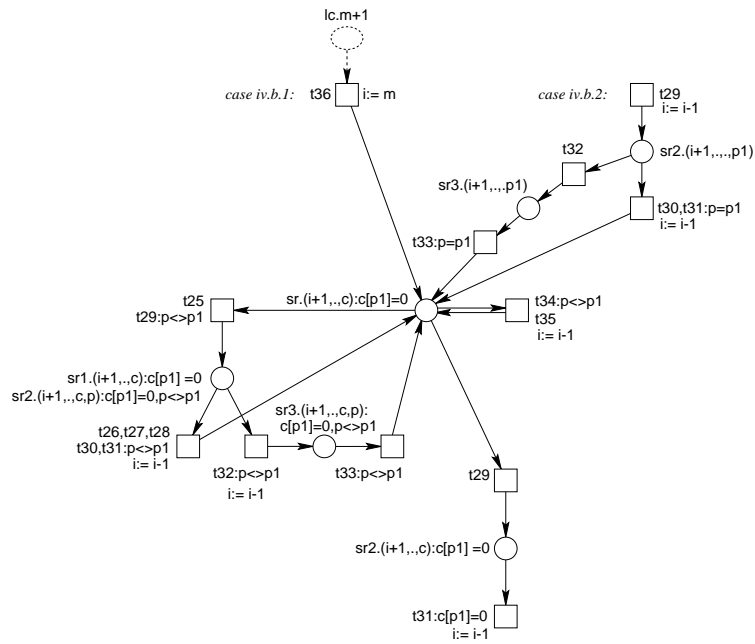 lc.m+1
case iv.b.1: t36 i:= m
case iv.b.2: t29
i:= i-1
t32
sr2.(i+1,.,.,p1)
sr3.(i+1,.,.p1)
t30,t31:p=p1
i:= i-1
t33:p=p1
sr.(i+1,.,c):c[p1]=0
t34:p<>p1
t35
i:= i-1
t25
t29:p<>p1
sr1.(i+1,.,c):c[p1] =0
sr2.(i+1,.,c,p):c[p1]=0,p<>p1
sr3.(i+1,.,c,p):
c[p1]=0,p<>p1
t26,t27,t28
t30,t31:p<>p1
i:= i-1
t32:p<>p1
i:= i-1
t33:p<>p1
t29
sr2.(i+1,.,c):c[p1] =0
t31:c[p1]=0
i:= i-1